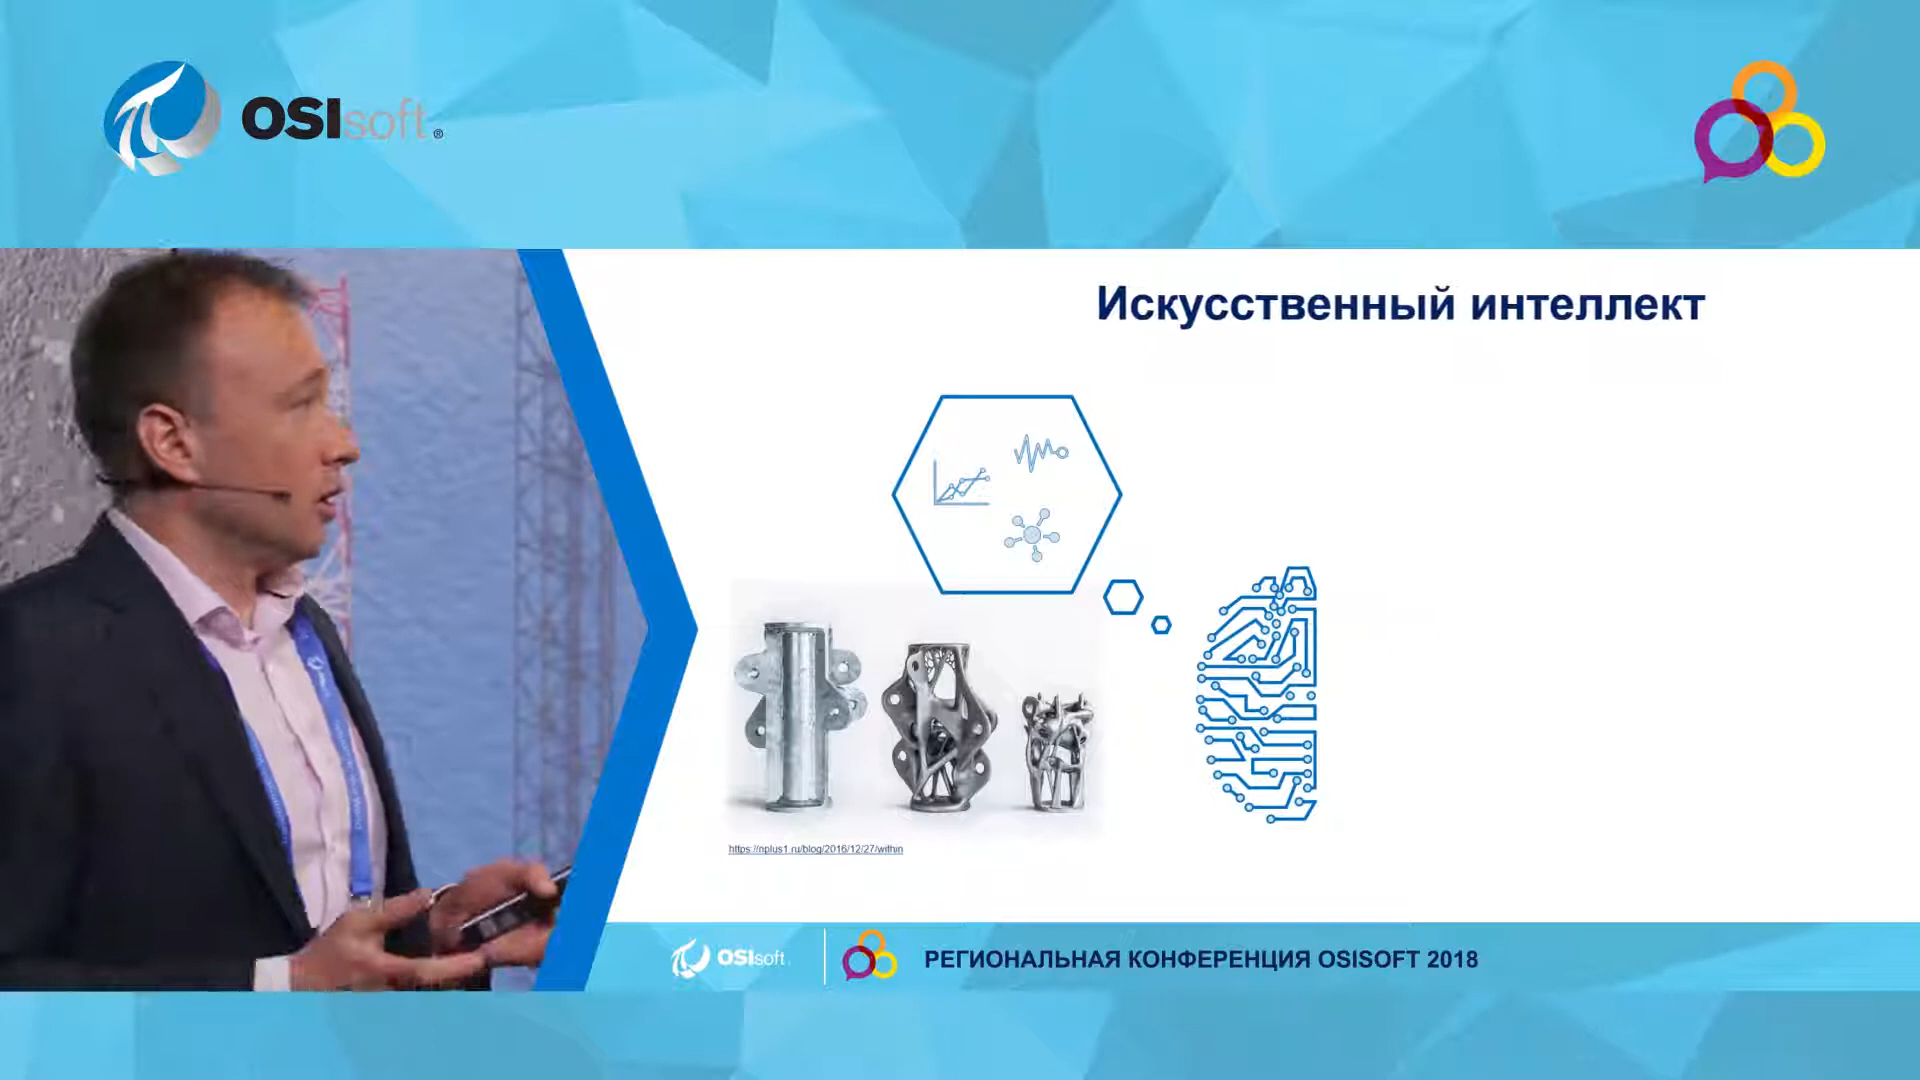 OSIsoft®
Искусственный интеллект
https://nplus1.ru/blog/2016/12/27/within
OSIsoft.
РЕГИОНАЛЬНАЯ КОНФЕРЕНЦИЯ OSISOFT 2018